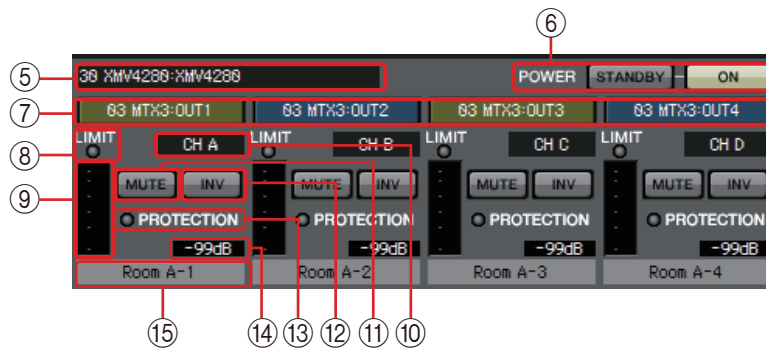 ⑥
⑤ 30 XMV4280:XMV4280 POWER STANDBY ON
⑦ 03 MTX3:OUT1 03 MTX3:OUT2 03 MTX3:OUT3 03 MTX3:OUT4
⑧ LIMIT CH A LIMIT CH B LIMIT CH C LIMIT CH D
⑨ MUTE INV MUTE INV MUTE INV MUTE INV
PROTECTION PROTECTION PROTECTION PROTECTION
-99dB -99dB -99dB -99dB
Room A-1 Room A-2 Room A-3 Room A-4
⑮ ⑭ ⑬ ⑫ ⑪ ⑩